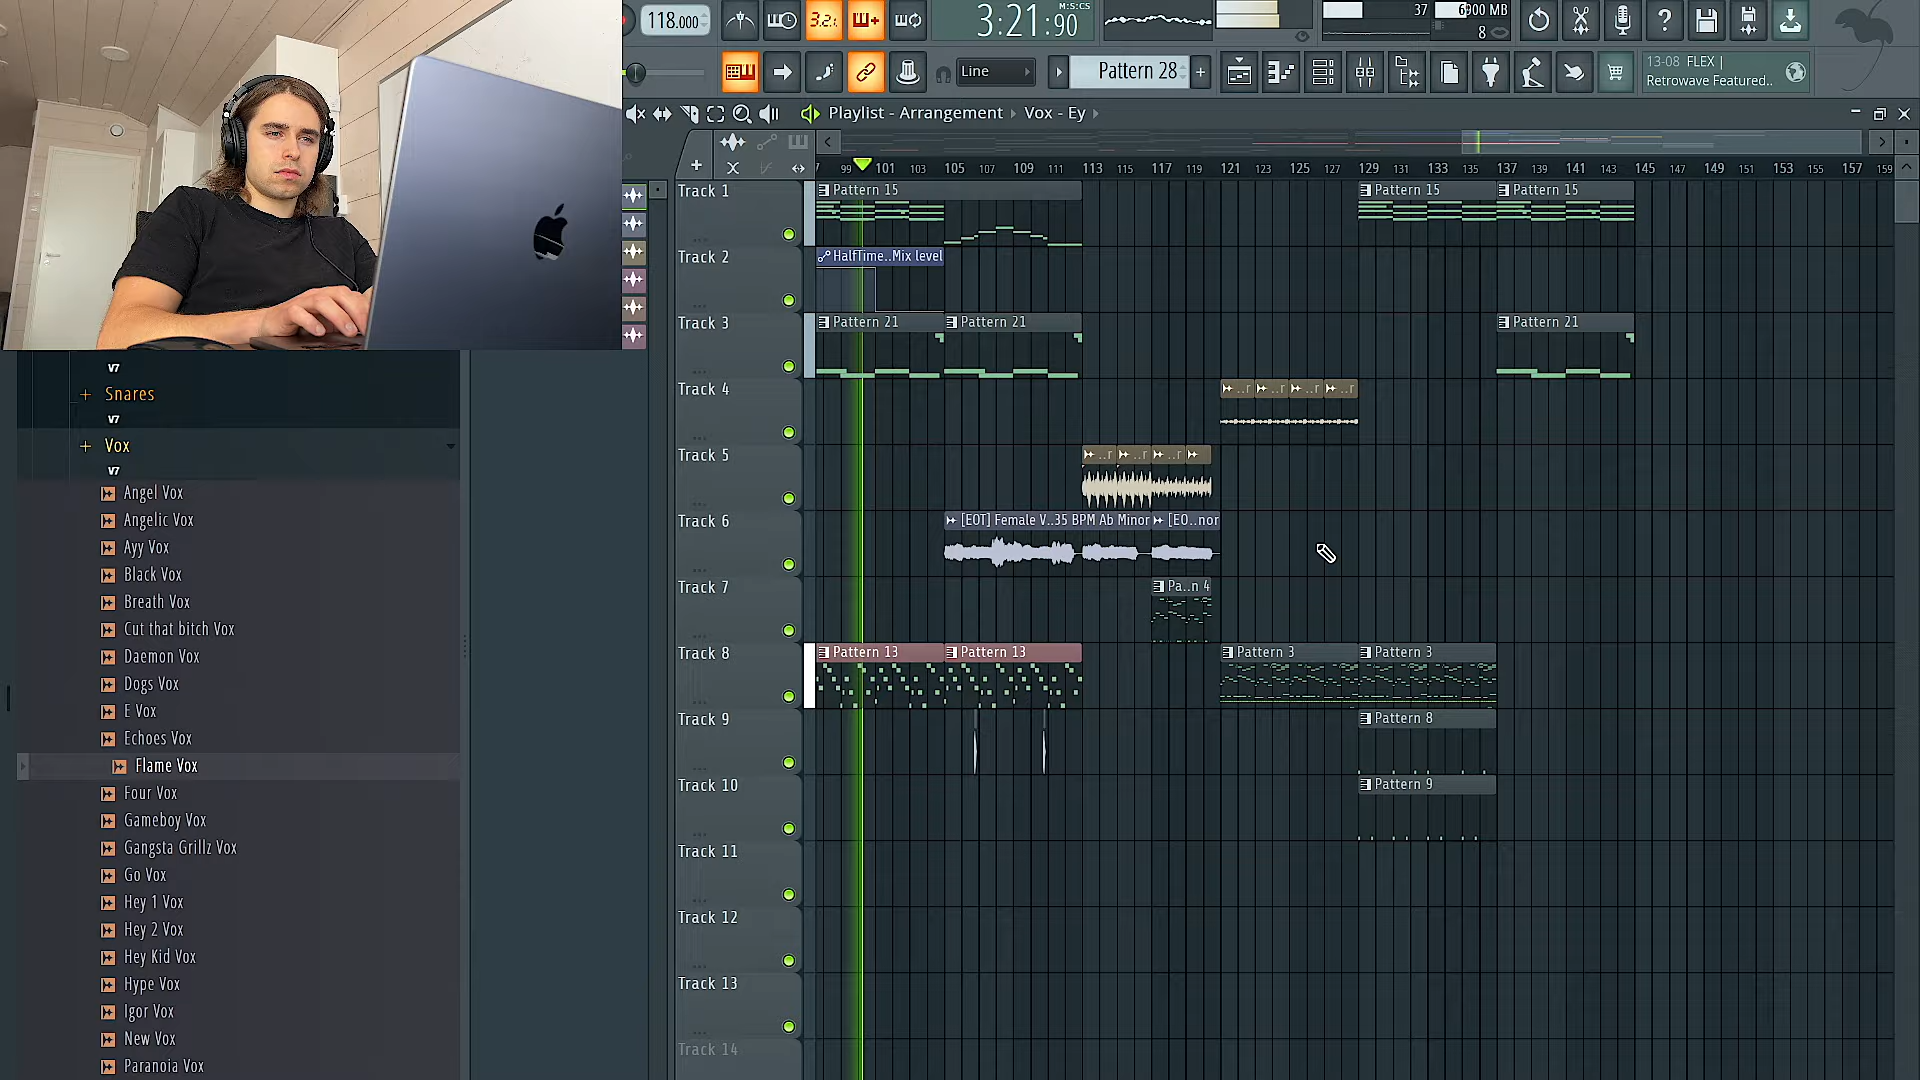 118.000
3:21:90
M:S:CS
37
6900 MB
8
Line
Pattern 28
13-08 FLEX |
Retrowave Featured..
Playlist - Arrangement
Vox - Ey
99 101 103 105 107 109 111 113 115 117 119 121 123 125 127 129 131 133 135 137 139 141 143 145 147 149 151 153 155 157 159
Track 1
Pattern 15
Pattern 15
Pattern 15
Track 2
HalfTime..Mix level
Track 3
Pattern 21
Pattern 21
Pattern 21
Track 4
..r
..r
..r
..r
Track 5
..r
..r
..r
Track 6
[EOT] Female V..35 BPM Ab Minor
[EO..nor
Track 7
Pa..n 4
Track 8
Pattern 13
Pattern 13
Pattern 3
Pattern 3
Track 9
Pattern 8
Track 10
Pattern 9
Track 11
Track 12
Track 13
Track 14
V7
Snares
V7
Vox
V7
Angel Vox
Angelic Vox
Ayy Vox
Black Vox
Breath Vox
Cut that bitch Vox
Daemon Vox
Dogs Vox
E Vox
Echoes Vox
Flame Vox
Four Vox
Gameboy Vox
Gangsta Grillz Vox
Go Vox
Hey 1 Vox
Hey 2 Vox
Hey Kid Vox
Hype Vox
Igor Vox
New Vox
Paranoia Vox